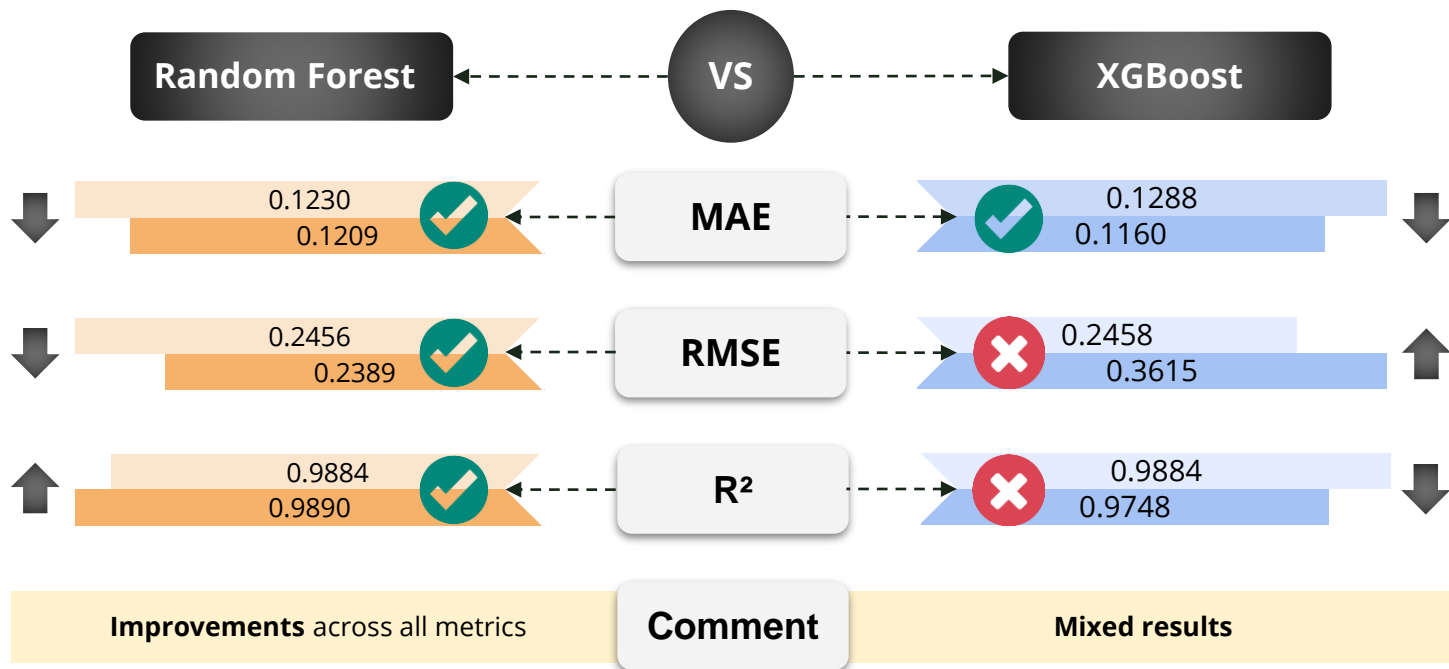 Random Forest
VS
XGBoost
0.1230
0.1209
MAE
0.1288
0.1160
0.2456
0.2389
RMSE
0.2458
0.3615
0.9884
0.9890
R²
0.9884
0.9748
Improvements across all metrics
Comment
Mixed results